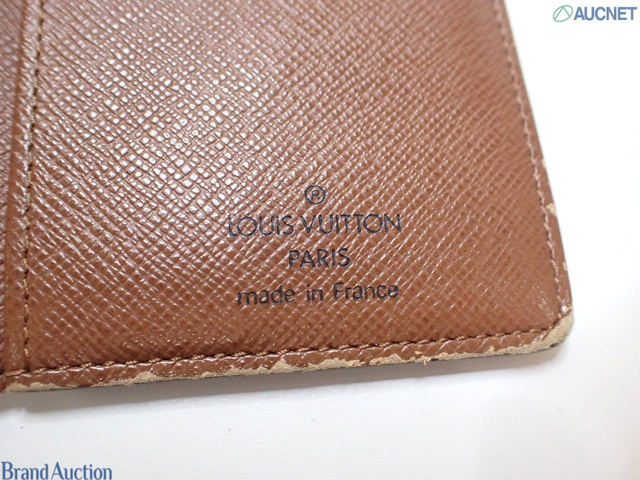 AUCNET
®
LOUIS VUITTON
PARIS
made in France
Brand Auction